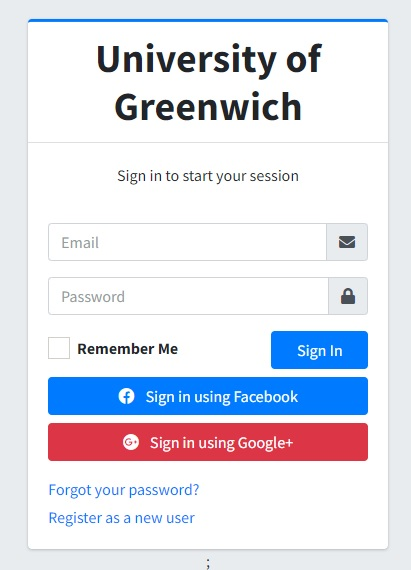 University of
Greenwich
Sign in to start your session
Email
Password
Remember Me
Sign In
Sign in using Facebook
Sign in using Google+
Forgot your password?
Register as a new user
;